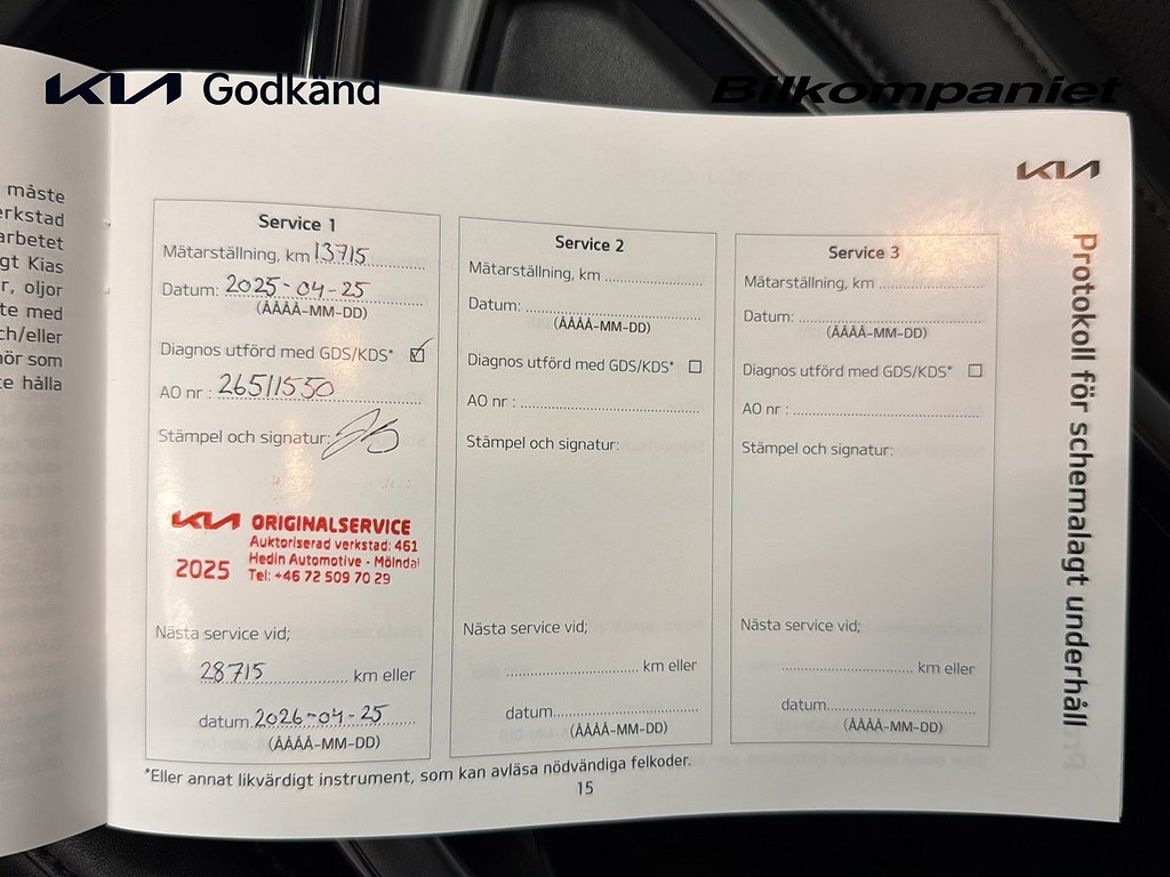 KIA Godkänd
Bilkompaniet
måste
erkstad
arbetet
gt Kias
r, oljor
te med
ch/eller
hör som
te hålla
KIA
Protokoll för schemalagt underhåll
Service 1
Mätarställning, km 13715
Datum: 2025-04-25
(ÅÅÅÅ-MM-DD)
Diagnos utförd med GDS/KDS*
AO nr : 26511550
Stämpel och signatur:
KIA ORIGINALSERVICE
Auktoriserad verkstad: 461
Hedin Automotive - Mölndal
2025 Tel: +46 72 509 70 29
Nästa service vid;
28715 km eller
datum 2026-04-25
(ÅÅÅÅ-MM-DD)
Service 2
Mätarställning, km
Datum:
(ÅÅÅÅ-MM-DD)
Diagnos utförd med GDS/KDS*
AO nr :
Stämpel och signatur:
Nästa service vid;
km eller
datum
(ÅÅÅÅ-MM-DD)
Service 3
Mätarställning, km
Datum:
(ÅÅÅÅ-MM-DD)
Diagnos utförd med GDS/KDS*
AO nr :
Stämpel och signatur:
Nästa service vid;
km eller
datum
(ÅÅÅÅ-MM-DD)
*Eller annat likvärdigt instrument, som kan avläsa nödvändiga felkoder.
15